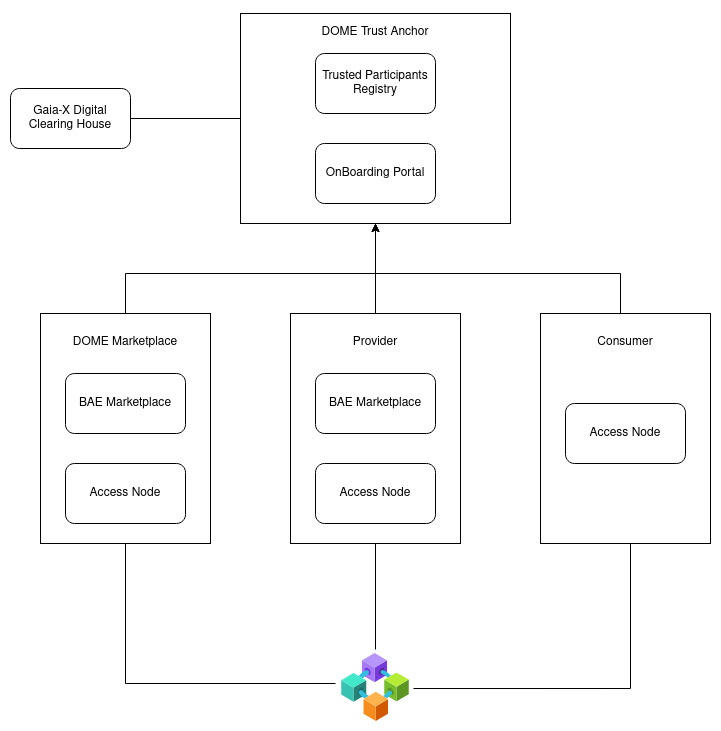 DOME Trust Anchor
Trusted Participants
Registry
Gaia-X Digital
Clearing House
OnBoarding Portal
DOME Marketplace
BAE Marketplace
Access Node
Provider
BAE Marketplace
Access Node
Consumer
Access Node